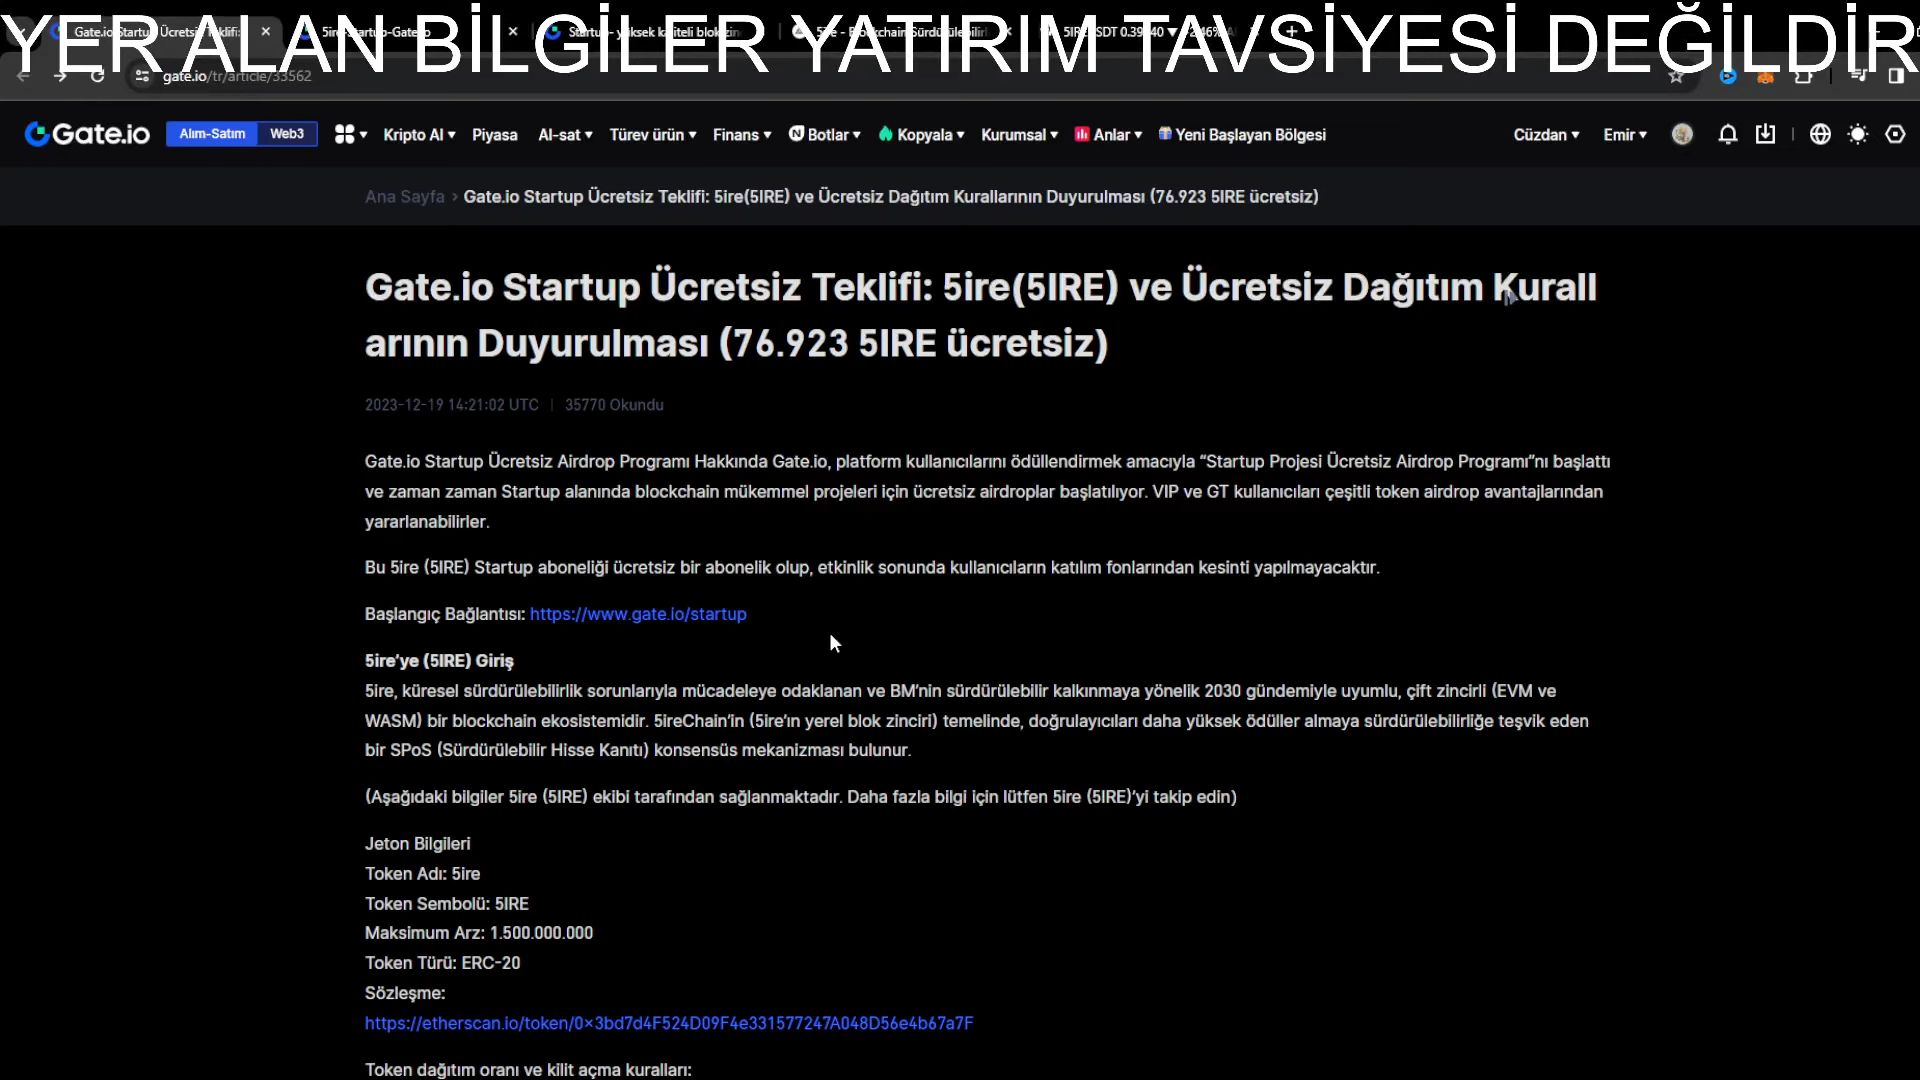 YER ALAN BİLGİLER YATIRIM TAVSİYESİ DEĞİLDİR
gate.io/tr/article/33562
Gate.io Alım-Satım Web3 Kripto Al Piyasa Al-sat Türev ürün Finans Botlar Kopyala Kurumsal Anlar Yeni Başlayan Bölgesi Cüzdan Emir
Ana Sayfa > Gate.io Startup Ücretsiz Teklifi: 5ire(5IRE) ve Ücretsiz Dağıtım Kurallarının Duyurulması (76.923 5IRE ücretsiz)
Gate.io Startup Ücretsiz Teklifi: 5ire(5IRE) ve Ücretsiz Dağıtım Kurall
arının Duyurulması (76.923 5IRE ücretsiz)
2023-12-19 14:21:02 UTC | 35770 Okundu
Gate.io Startup Ücretsiz Airdrop Programı Hakkında Gate.io, platform kullanıcılarını ödüllendirmek amacıyla “Startup Projesi Ücretsiz Airdrop Programı”nı başlattı
ve zaman zaman Startup alanında blockchain mükemmel projeleri için ücretsiz airdroplar başlatılıyor. VIP ve GT kullanıcıları çeşitli token airdrop avantajlarından
yararlanabilirler.
Bu 5ire (5IRE) Startup aboneliği ücretsiz bir abonelik olup, etkinlik sonunda kullanıcıların katılım fonlarından kesinti yapılmayacaktır.
Başlangıç Bağlantısı: https://www.gate.io/startup
5ire’ye (5IRE) Giriş
5ire, küresel sürdürülebilirlik sorunlarıyla mücadeleye odaklanan ve BM’nin sürdürülebilir kalkınmaya yönelik 2030 gündemiyle uyumlu, çift zincirli (EVM ve
WASM) bir blockchain ekosistemidir. 5ireChain’in (5ire’ın yerel blok zinciri) temelinde, doğrulayıcıları daha yüksek ödüller almaya sürdürülebilirliğe teşvik eden
bir SPoS (Sürdürülebilir Hisse Kanıtı) konsensüs mekanizması bulunur.
(Aşağıdaki bilgiler 5ire (5IRE) ekibi tarafından sağlanmaktadır. Daha fazla bilgi için lütfen 5ire (5IRE)’yi takip edin)
Jeton Bilgileri
Token Adı: 5ire
Token Sembolü: 5IRE
Maksimum Arz: 1.500.000.000
Token Türü: ERC-20
Sözleşme:
https://etherscan.io/token/0x3bd7d4F524D09F4e331577247A048D56e4b67a7F
Token dağıtım oranı ve kilit açma kuralları: